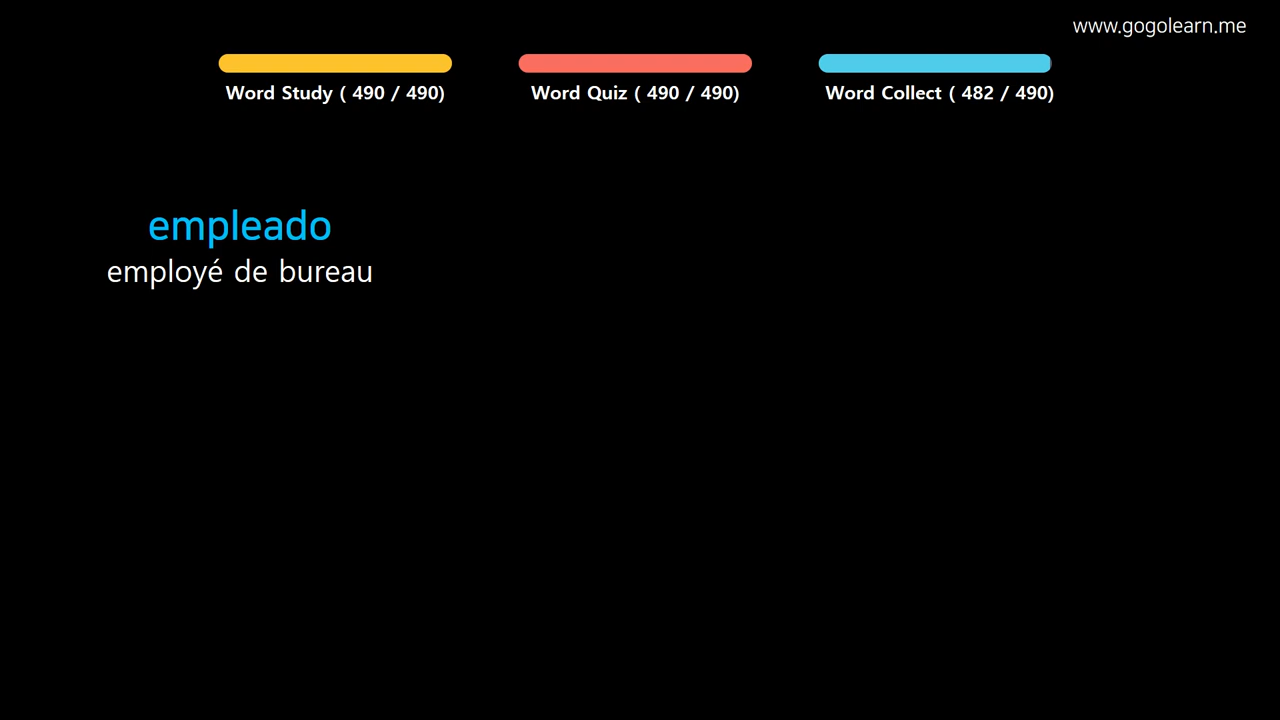 www.gogolearn.me
Word Study ( 490 / 490)
Word Quiz ( 490 / 490)
Word Collect ( 482 / 490)
empleado
employé de bureau